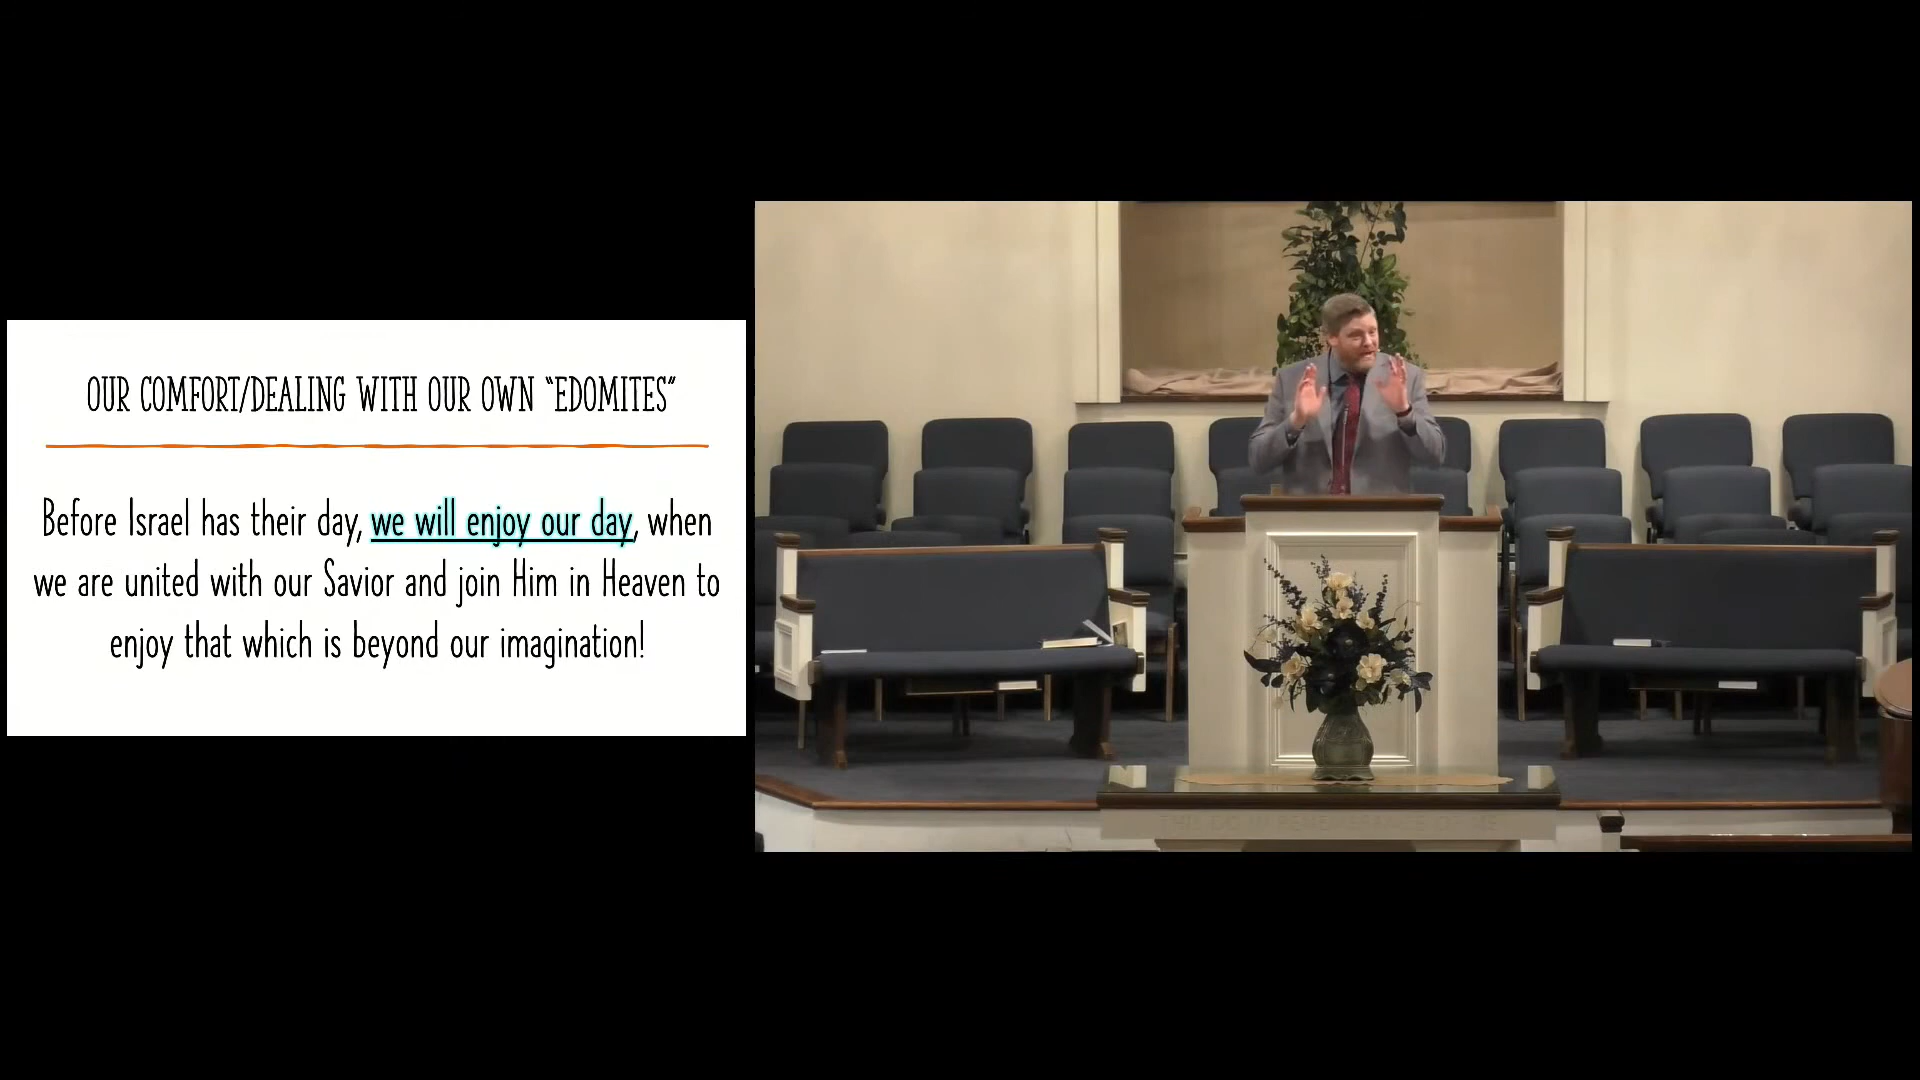 OUR COMFORT/DEALING WITH OUR OWN "EDOMITES"
Before Israel has their day, we will enjoy our day, when
we are united with our Savior and join Him in Heaven to
enjoy that which is beyond our imagination!